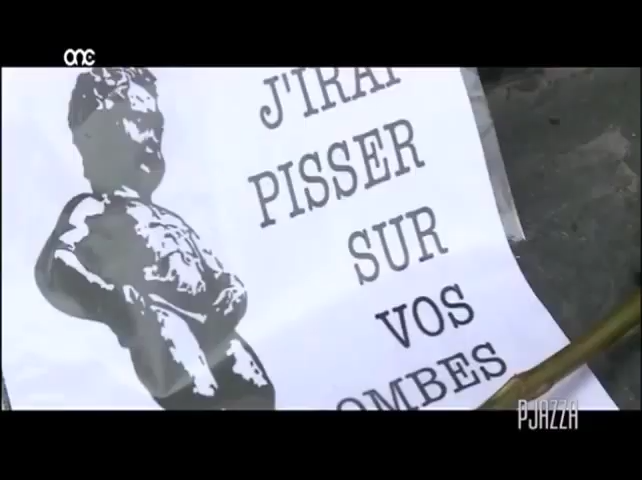 one
J'IRAI
PISSER
SUR
VOS
OMBES
PJAZZA